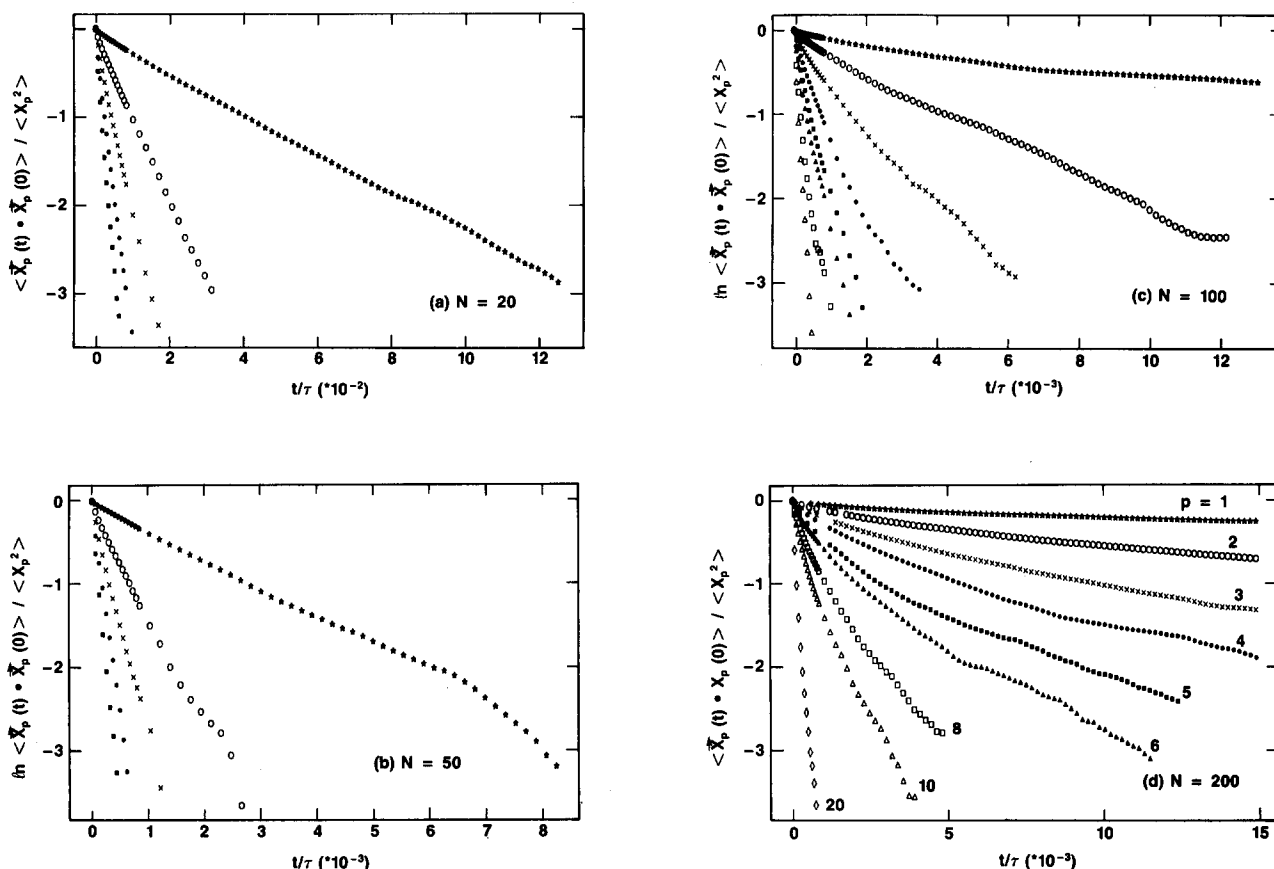 0
-1
-2
-3
< X⃗p (t) • X⃗p (0) > / < Xp² >
(a) N = 20
0 2 4 6 8 10 12
t/τ (*10⁻²)
0
-1
-2
-3
ℓn < X⃗p (t) • X⃗p (0) > / < Xp² >
(c) N = 100
0 2 4 6 8 10 12
t/τ (*10⁻³)
0
-1
-2
-3
ℓn < X⃗p (t) • X⃗p (0) > / < Xp² >
(b) N = 50
0 1 2 3 4 5 6 7 8
t/τ (*10⁻³)
0
-1
-2
-3
< X⃗p (t) • Xp (0) > / < Xp² >
p = 1
2
3
4
5
6
8
10
20
(d) N = 200
0 5 10 15
t/τ (*10⁻³)